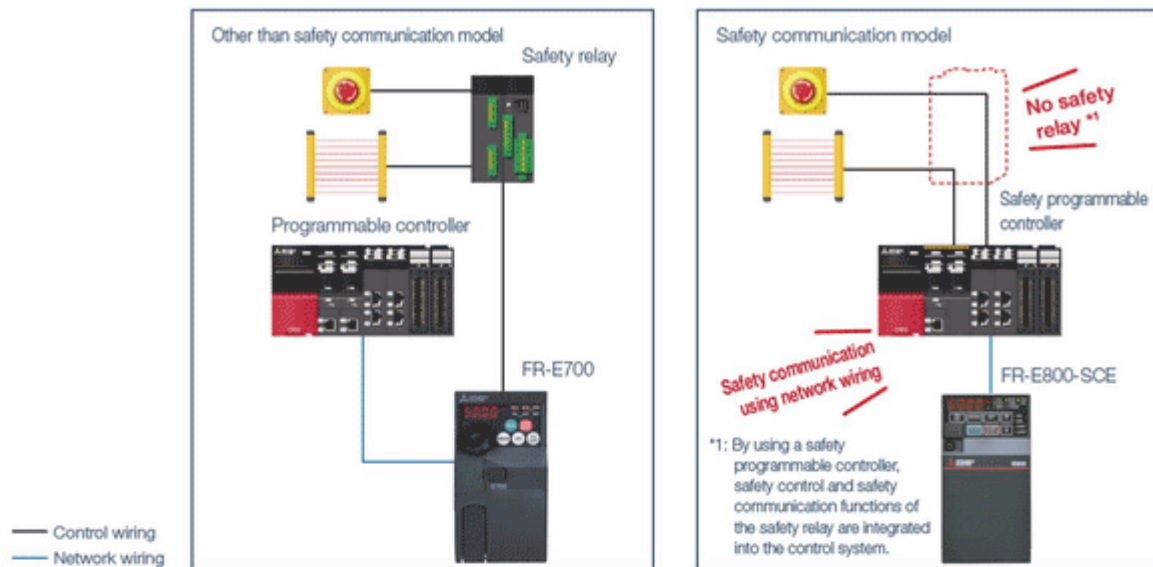 Other than safety communication model
Safety relay
Programmable controller
FR-E700
Control wiring
Network wiring
Safety communication model
No safety
relay *1
Safety programmable
controller
Safety communication
using network wiring
FR-E800-SCE
*1: By using a safety
programmable controller,
safety control and safety
communication functions of
the safety relay are integrated
into the control system.